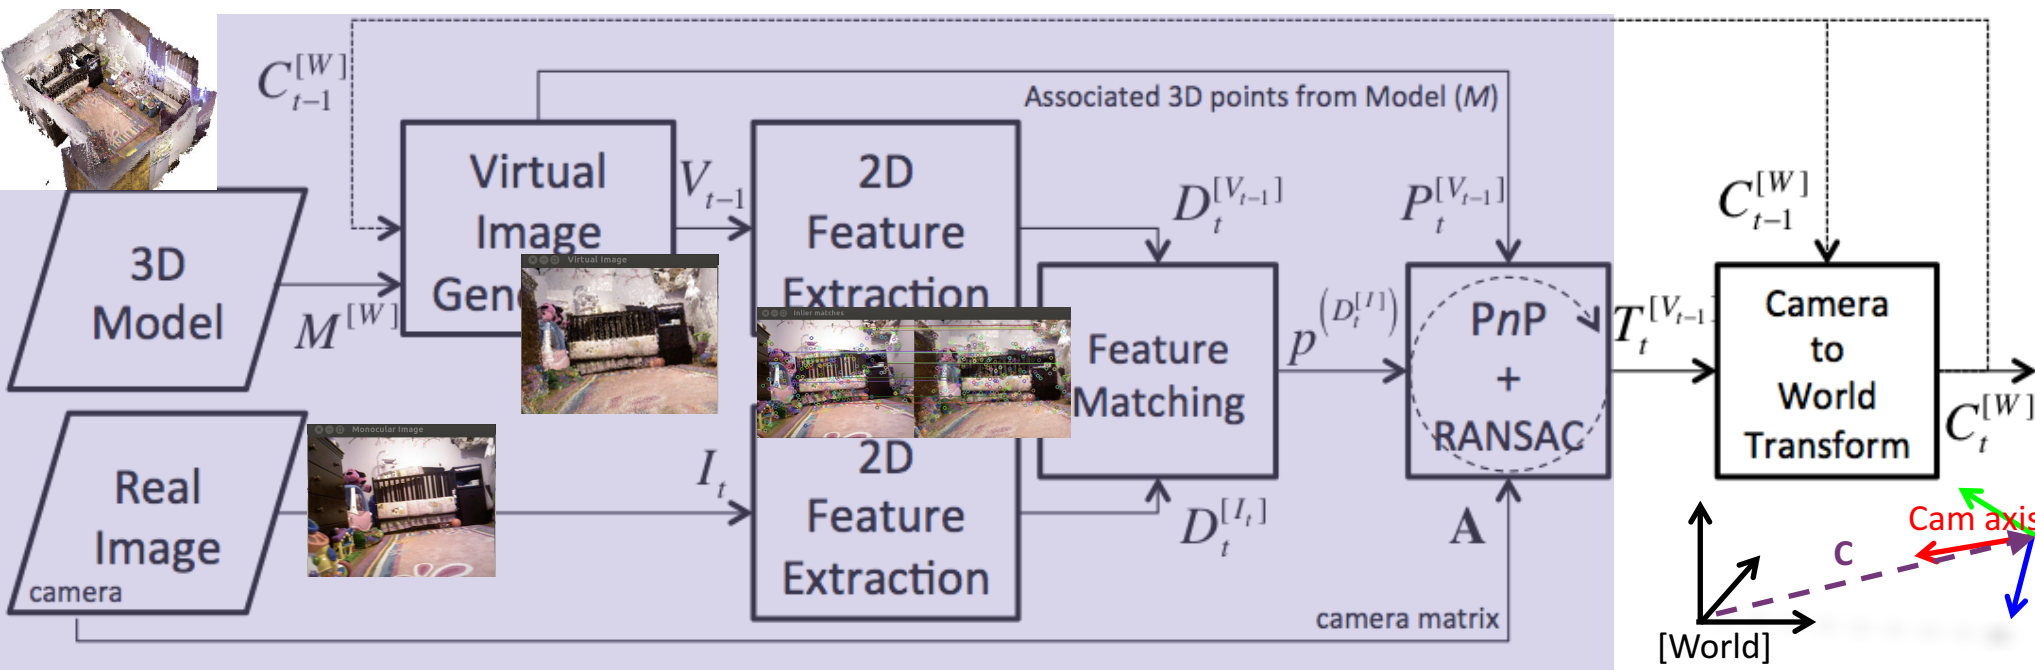 C_{t-1}^{[W]}
Associated 3D points from Model (M)
Virtual
Image
Gen
V_{t-1}
2D
Feature
Extraction
D_t^{[V_{t-1}]}
P_t^{[V_{t-1}]}
C_{t-1}^{[W]}
3D
Model
M^{[W]}
Virtual Image
Inlier matches
Feature
Matching
p^{(D_t^{[I]})}
PnP
+
RANSAC
T_t^{[V_{t-1}]}
Camera
to
World
Transform
C_t^{[W]}
Real
Image
camera
Monocular Image
I_t
2D
Feature
Extraction
D_t^{[I_t]}
A
camera matrix
Cam axis
C
[World]